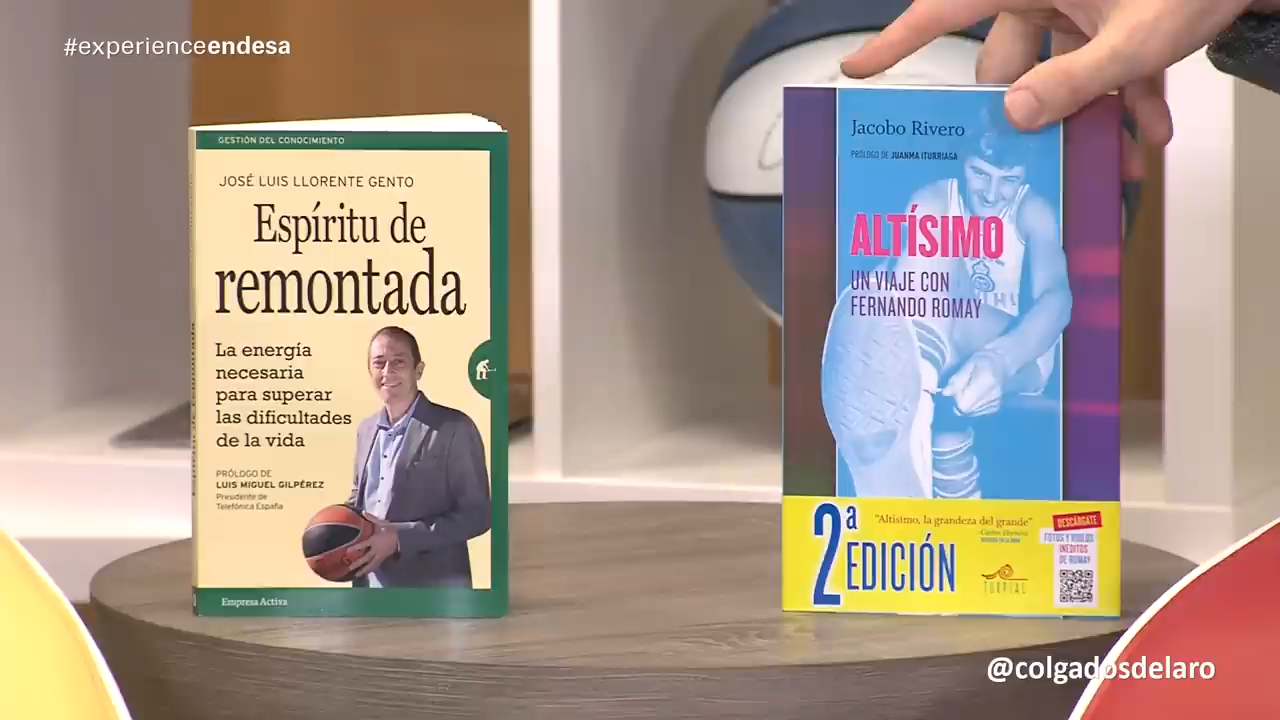 #experienceendesa
GESTIÓN DEL CONOCIMIENTO
JOSÉ LUIS LLORENTE GENTO
Espíritu de
remontada
La energía
necesaria
para superar
las dificultades
de la vida
PRÓLOGO DE
LUIS MIGUEL GILPÉREZ
Presidente de
Telefónica España
Empresa Activa
Jacobo Rivero
PRÓLOGO DE JUANMA ITURRIAGA
ALTÍSIMO
UN VIAJE CON
FERNANDO ROMAY
2ª
EDICIÓN
"Altísimo, la grandeza del grande"
Carlos Herrera
DESCÁRGATE
FOTOS Y VIDEOS
INÉDITOS
DE ROMAY
TURPIAL
@colgadosdelaro